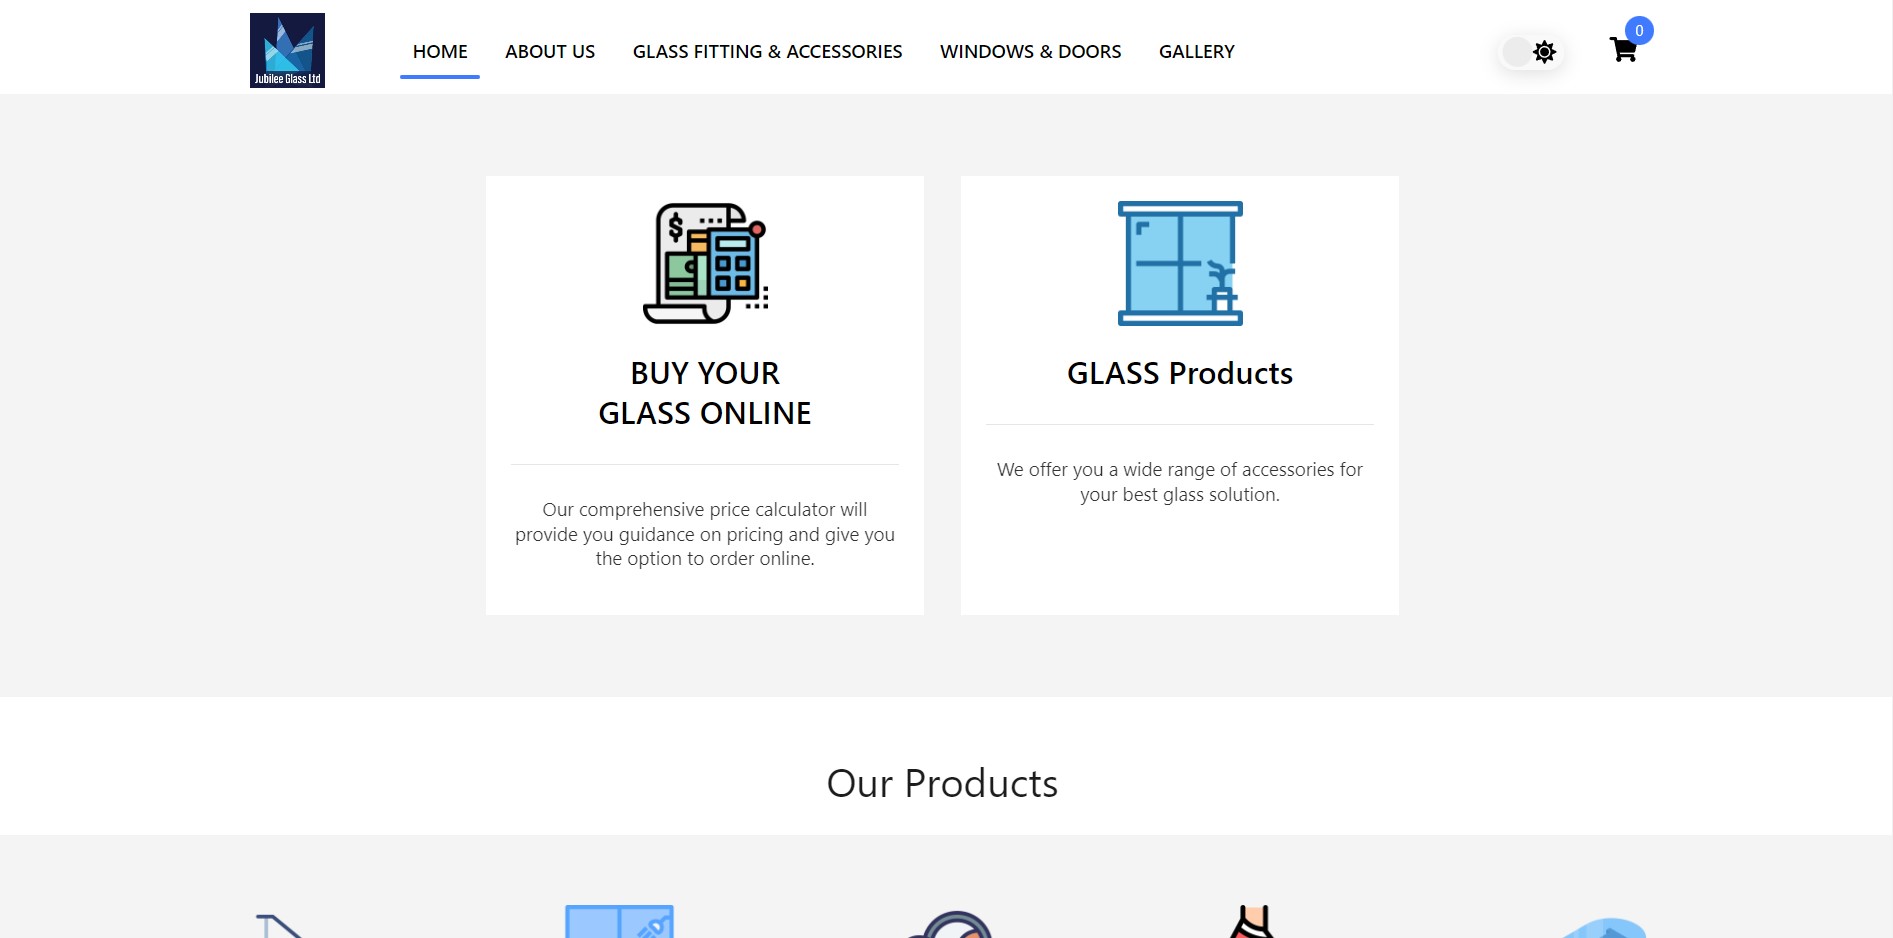 Jubilee Glass Ltd
HOME
ABOUT US
GLASS FITTING & ACCESSORIES
WINDOWS & DOORS
GALLERY
0
$
BUY YOUR
GLASS ONLINE
Our comprehensive price calculator will
provide you guidance on pricing and give you
the option to order online.
GLASS Products
We offer you a wide range of accessories for
your best glass solution.
Our Products